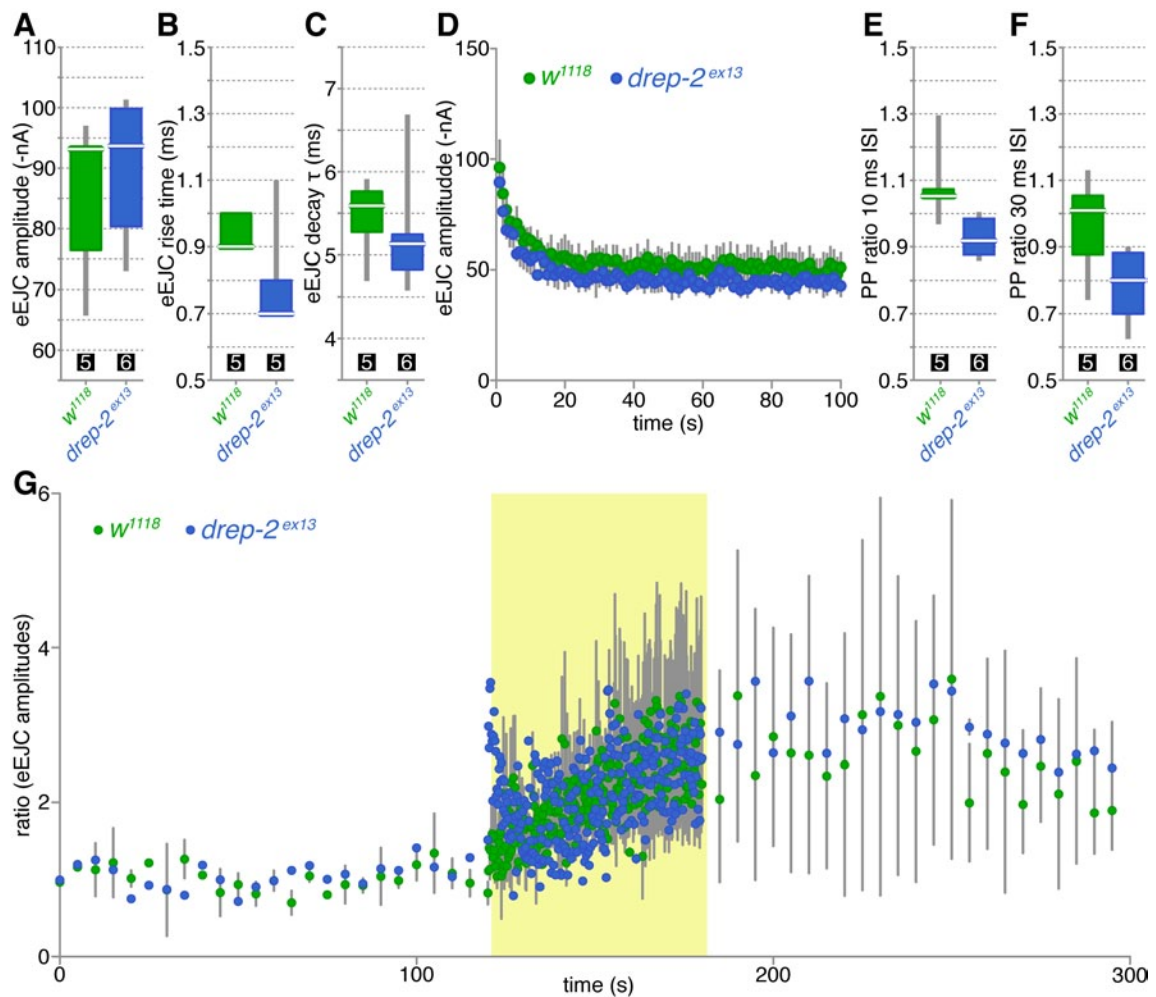 A
eEJC amplitude (-nA)
110
100
90
80
70
60
5
6
w1118
drep-2ex13
B
eEJC rise time (ms)
1.5
1.3
1.1
0.9
0.7
0.5
5
5
w1118
drep-2ex13
C
eEJC decay τ (ms)
7
6
5
4
5
6
w1118
drep-2ex13
D
eEJC amplitudde (-nA)
150
100
50
0
w1118 drep-2ex13
0 20 40 60 80 100
time (s)
E
PP ratio 10 ms ISI
1.5
1.3
1.1
0.9
0.7
0.5
5
6
w1118
drep-2ex13
F
PP ratio 30 ms ISI
1.5
1.3
1.1
0.9
0.7
0.5
5
6
w1118
drep-2ex13
G
ratio (eEJC amplitudes)
6
4
2
0
w1118 drep-2ex13
0 100 200 300
time (s)